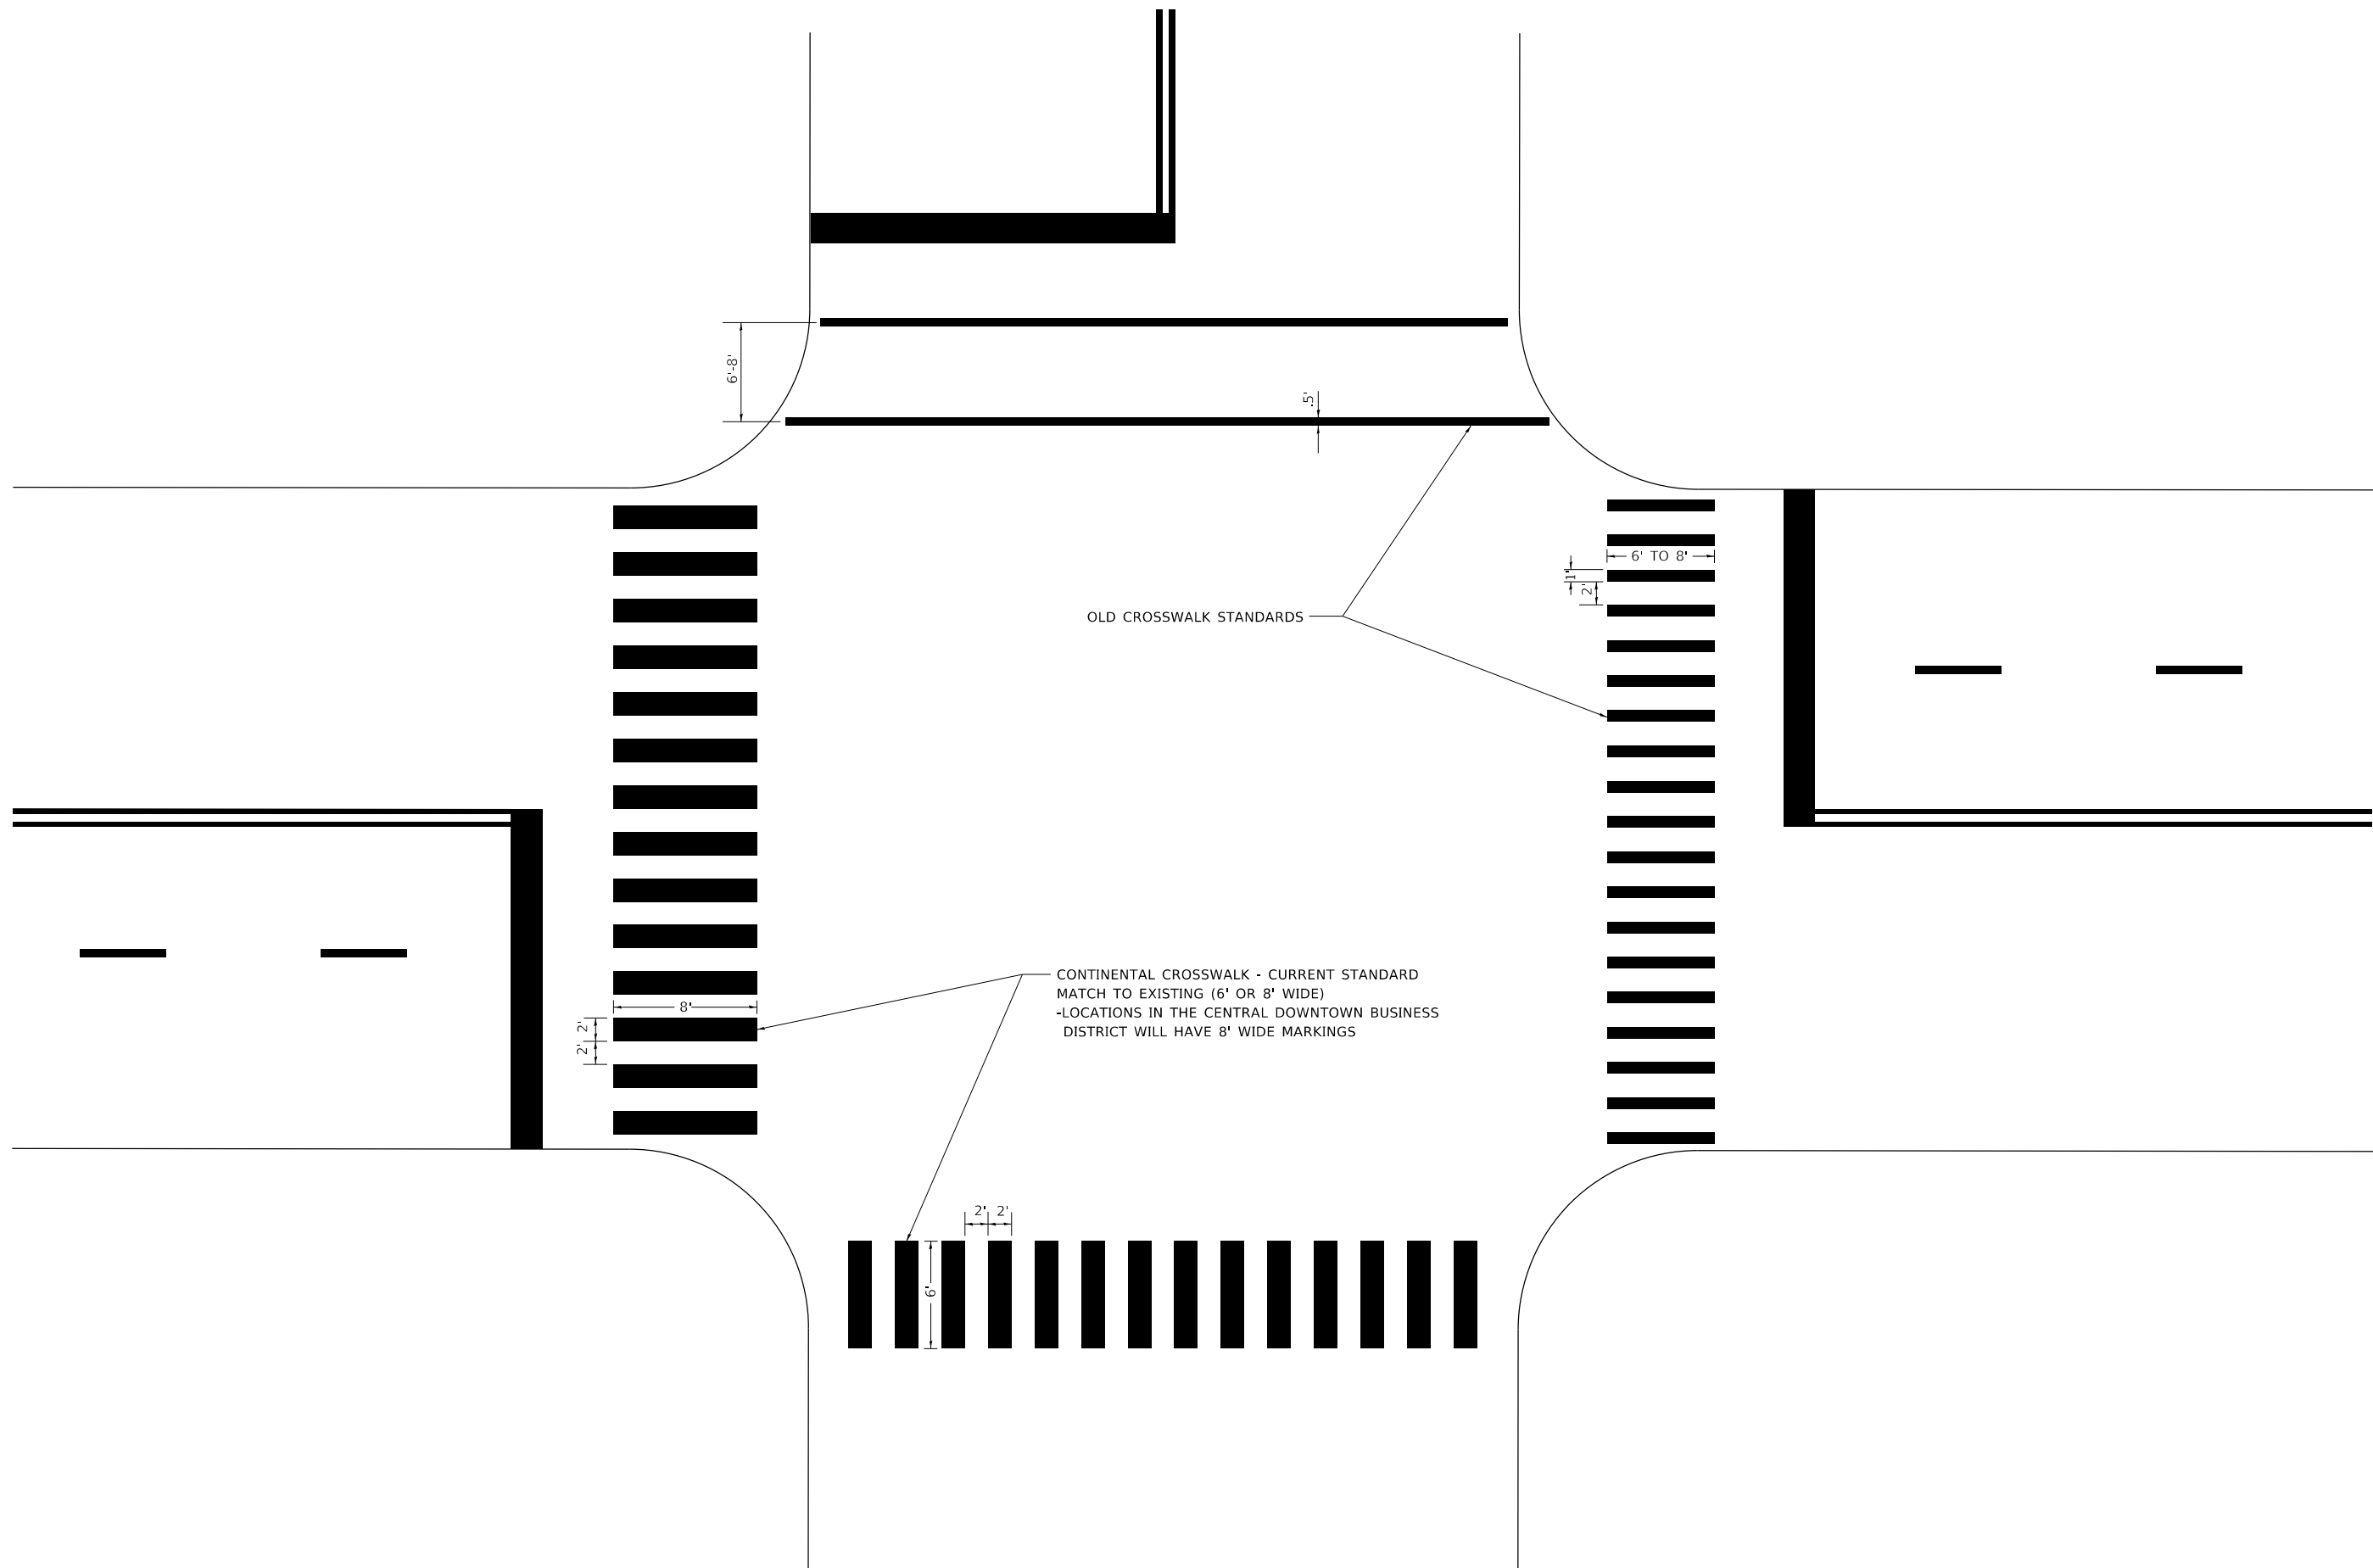 6'-8'
.5'
6' TO 8'
1'
2'
OLD CROSSWALK STANDARDS
CONTINENTAL CROSSWALK - CURRENT STANDARD
MATCH TO EXISTING (6' OR 8' WIDE)
-LOCATIONS IN THE CENTRAL DOWNTOWN BUSINESS
DISTRICT WILL HAVE 8' WIDE MARKINGS
8'
2'
2'
2' 2'
6'